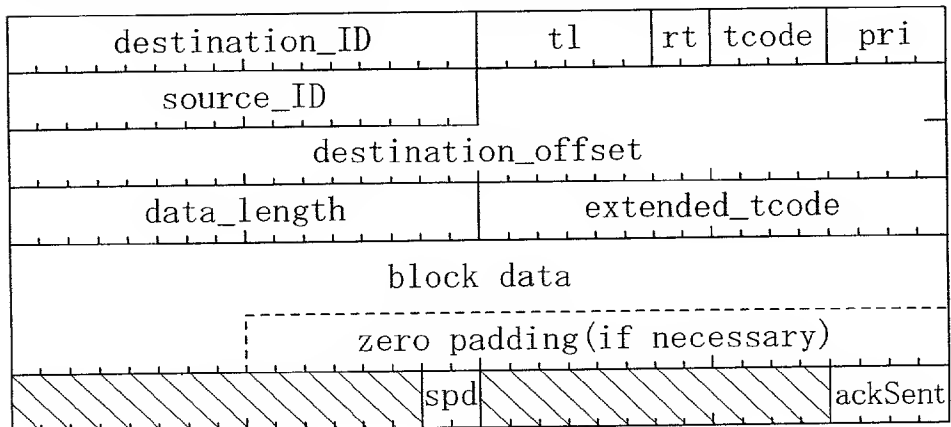 destination_ID tl rt tcode pri
source_ID
destination_offset
data_length extended_tcode
block data
zero padding(if necessary)
spd ackSent